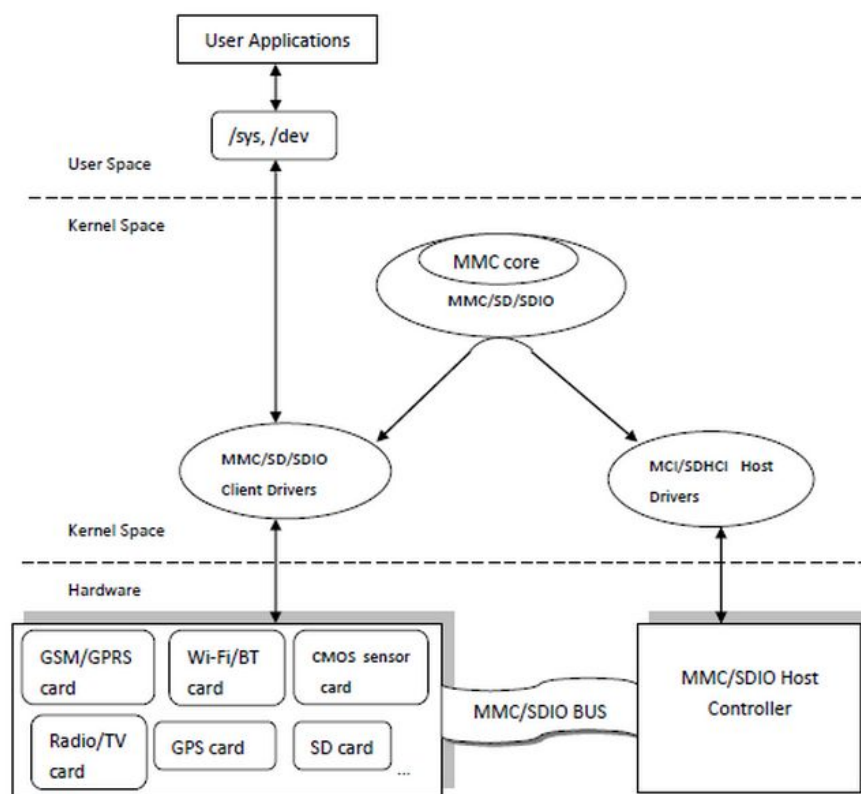 User Applications
/sys, /dev
User Space
Kernel Space
MMC core
MMC/SD/SDIO
MMC/SD/SDIO
Client Drivers
MCI/SDHCI Host
Drivers
Kernel Space
Hardware
GSM/GPRS
card
Wi-Fi/BT
card
CMOS sensor
card
Radio/TV
card
GPS card
SD card
...
MMC/SDIO BUS
MMC/SDIO Host
Controller